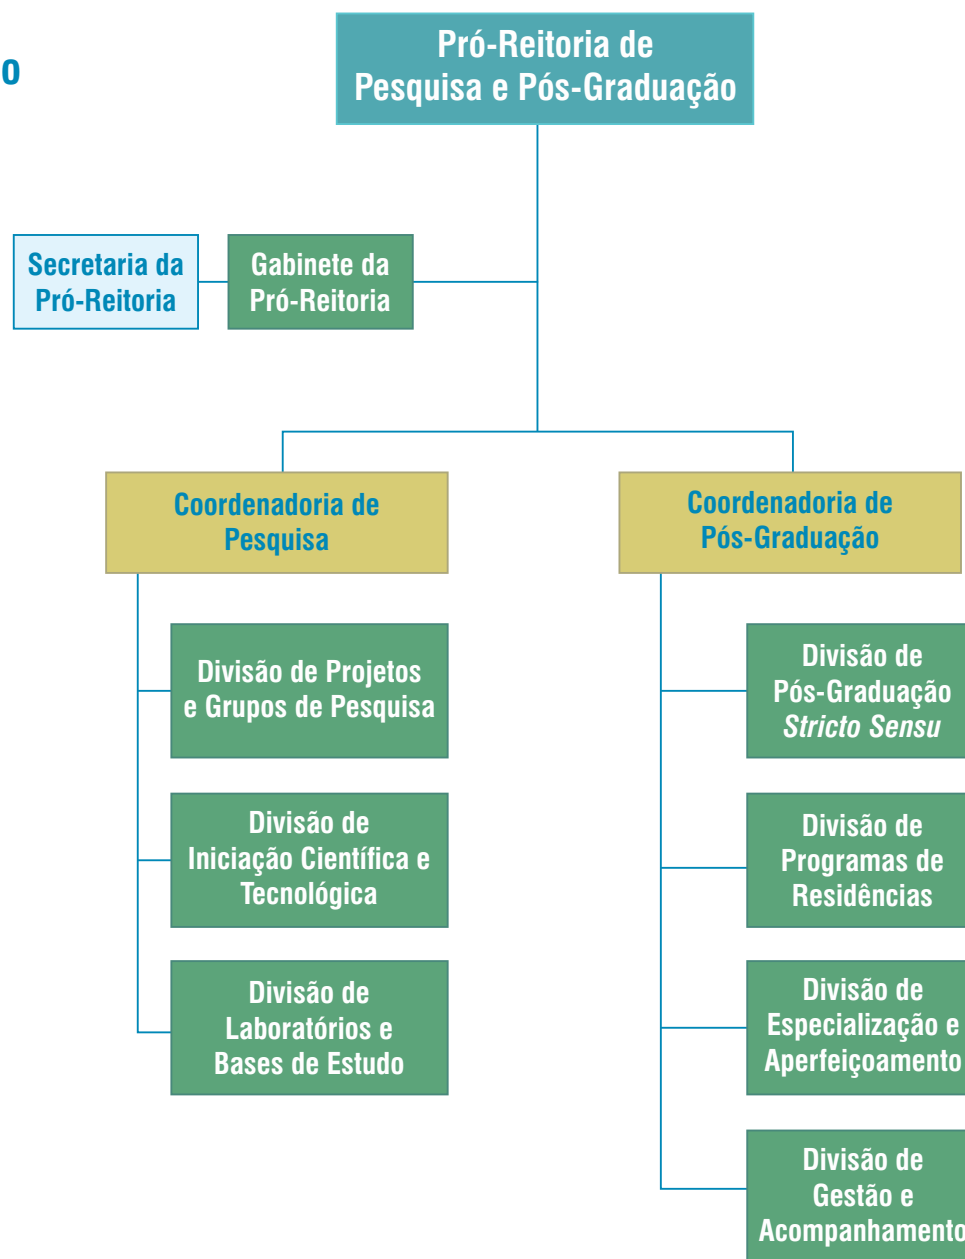 o
Pró-Reitoria de
Pesquisa e Pós-Graduação
Secretaria da
Pró-Reitoria
Gabinete da
Pró-Reitoria
Coordenadoria de
Pesquisa
Coordenadoria de
Pós-Graduação
Divisão de Projetos
e Grupos de Pesquisa
Divisão de
Iniciação Científica e
Tecnológica
Divisão de
Laboratórios e
Bases de Estudo
Divisão de
Pós-Graduação
Stricto Sensu
Divisão de
Programas de
Residências
Divisão de
Especialização e
Aperfeiçoamento
Divisão de
Gestão e
Acompanhamento